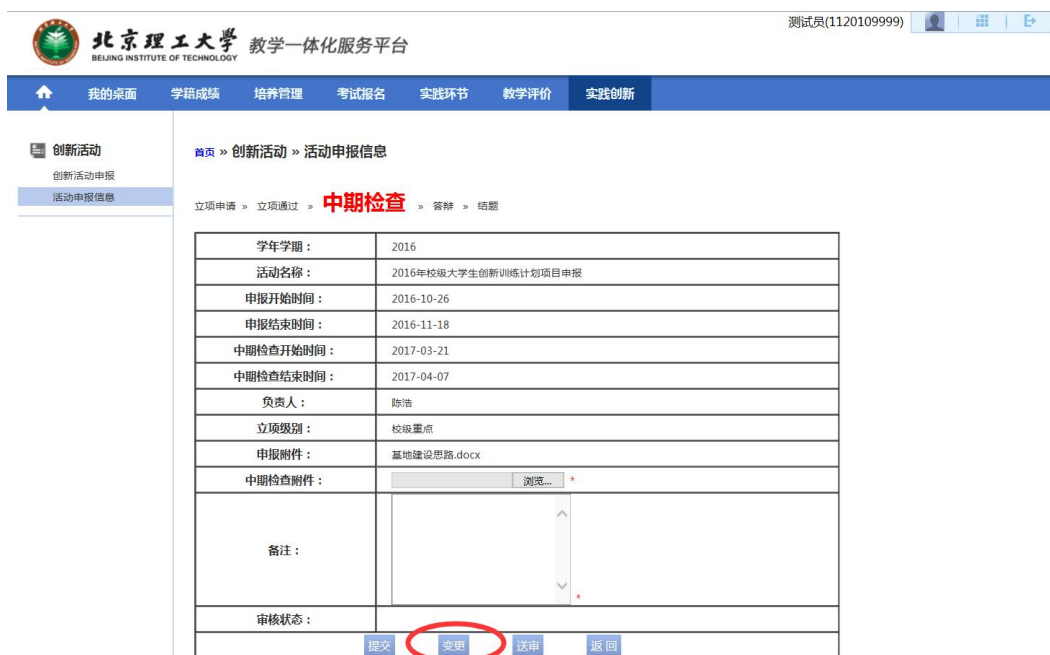 测试员(1120109999)
北京理工大学 教学一体化服务平台
BEIJING INSTITUTE OF TECHNOLOGY
我的桌面 学籍成绩 培养管理 考试报名 实践环节 教学评价 实践创新
创新活动
创新活动申报
活动申报信息
首页 » 创新活动 » 活动申报信息
立项申请 » 立项通过 » 中期检查 » 答辩 » 结题
学年学期： 2016
活动名称： 2016年校级大学生创新训练计划项目申报
申报开始时间： 2016-10-26
申报结束时间： 2016-11-18
中期检查开始时间： 2017-03-21
中期检查结束时间： 2017-04-07
负责人： 陈浩
立项级别： 校级重点
申报附件： 基地建设思路.docx
中期检查附件： 浏览... *
备注： *
审核状态：
提交 变更 送审 返回